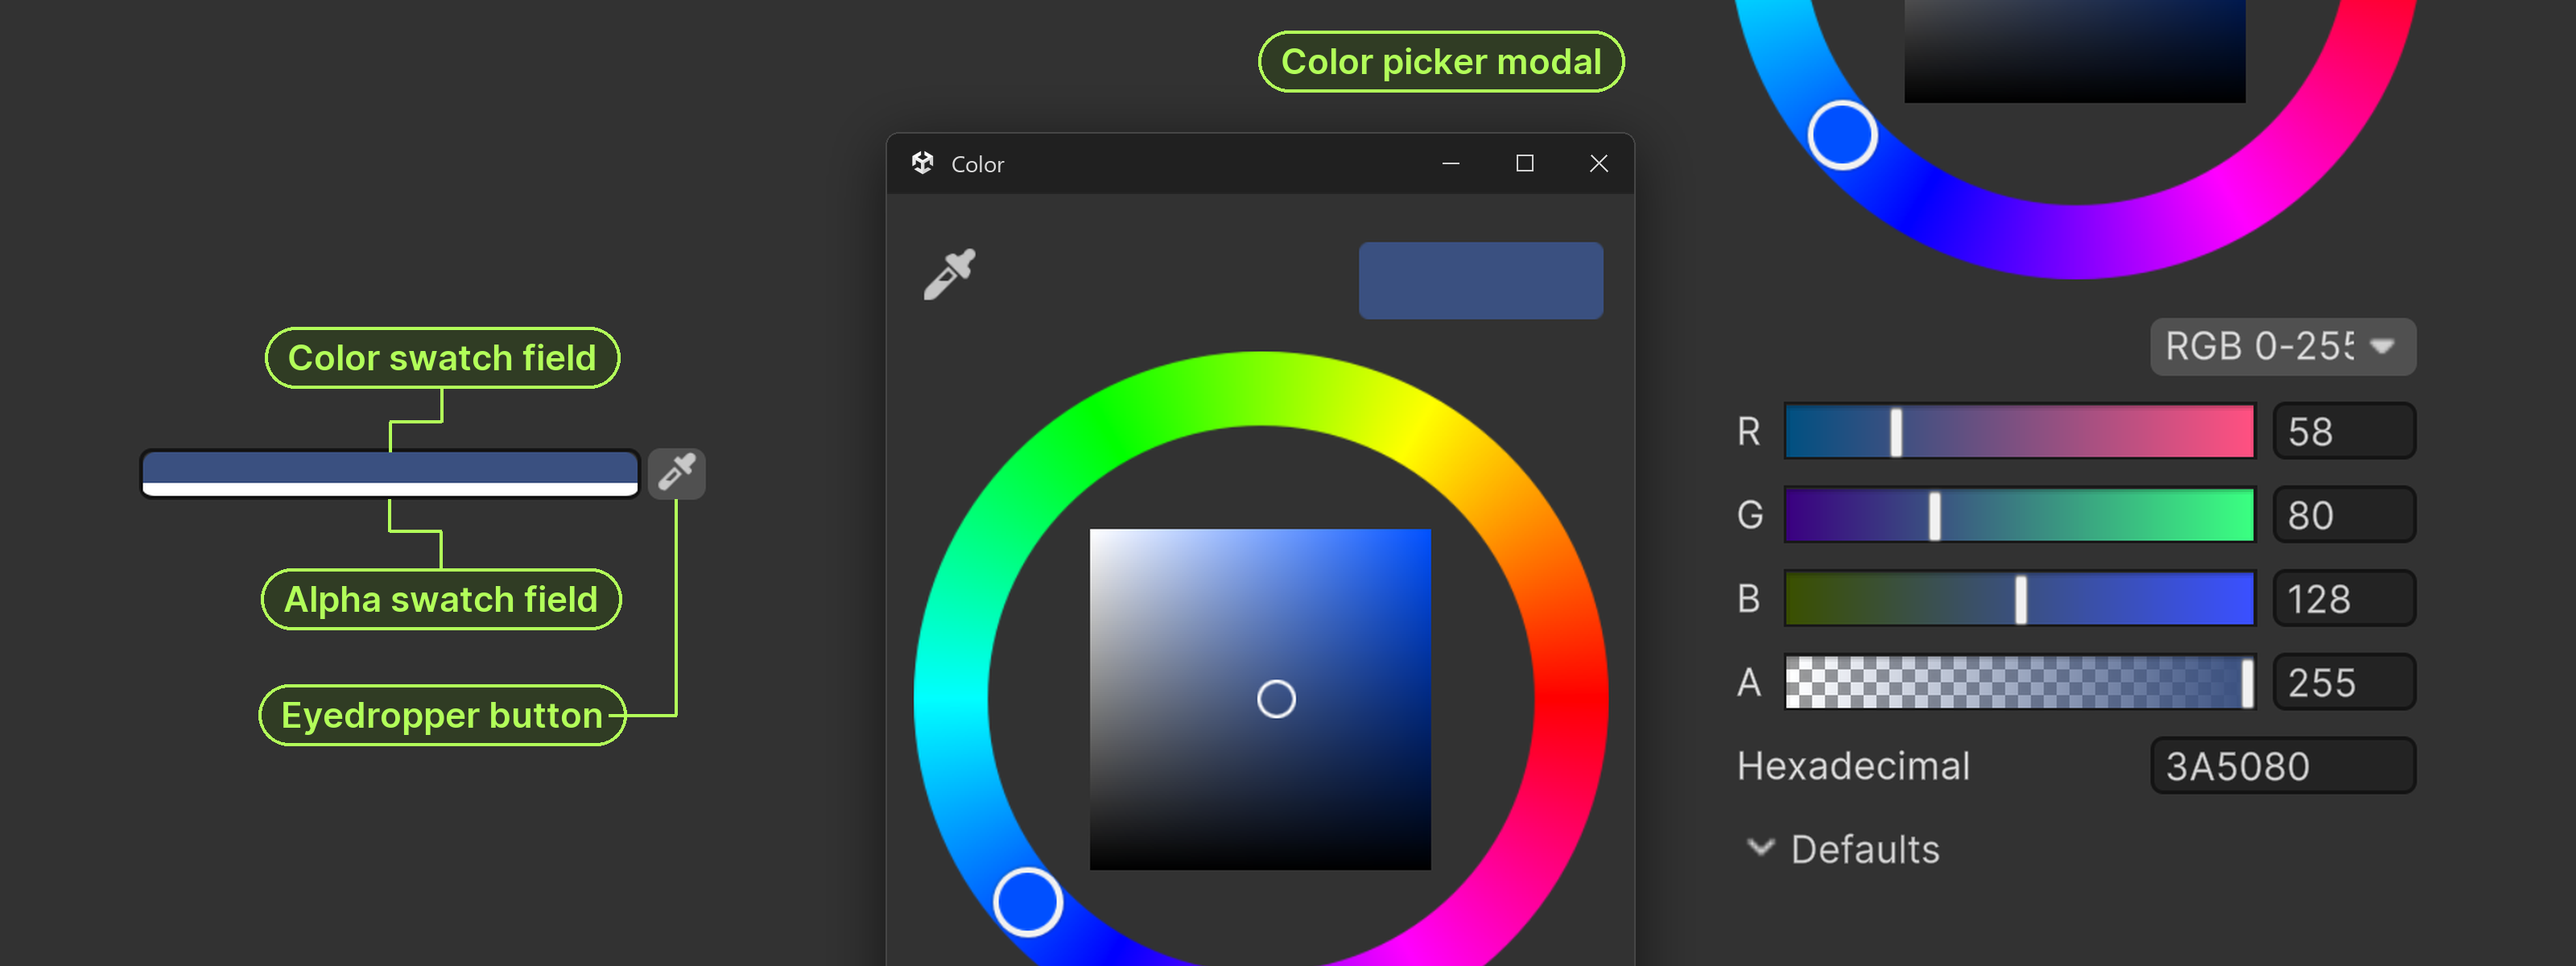 Color picker modal
Color
Color swatch field
Alpha swatch field
Eyedropper button
RGB 0-255
R 58
G 80
B 128
A 255
Hexadecimal 3A5080
Defaults